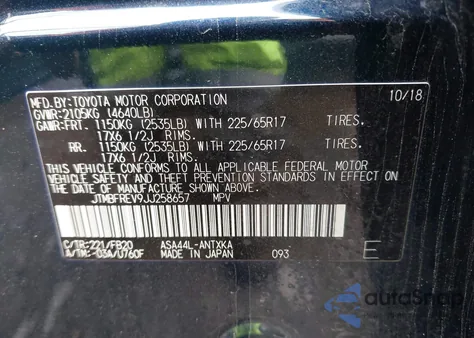 MFD.BY:TOYOTA MOTOR CORPORATION 10/18
GVWR:2105KG (4640LB)
GAWR:FRT. 1150KG (2535LB) WITH 225/65R17 TIRES.
17X6 1/2J RIMS.
RR. 1150KG (2535LB) WITH 225/65R17 TIRES.
17X6 1/2J RIMS.
THIS VEHICLE CONFORMS TO ALL APPLICABLE FEDERAL MOTOR
VEHICLE SAFETY AND THEFT PREVENTION STANDARDS IN EFFECT
ON THE DATE OF MANUFACTURE SHOWN ABOVE.
JTMBFREV9JJ258657 MPV
C/TR:221/FB20 ASA44L-ANTXKA E
A/TM:-03A/U760F MADE IN JAPAN 093
autoSnap